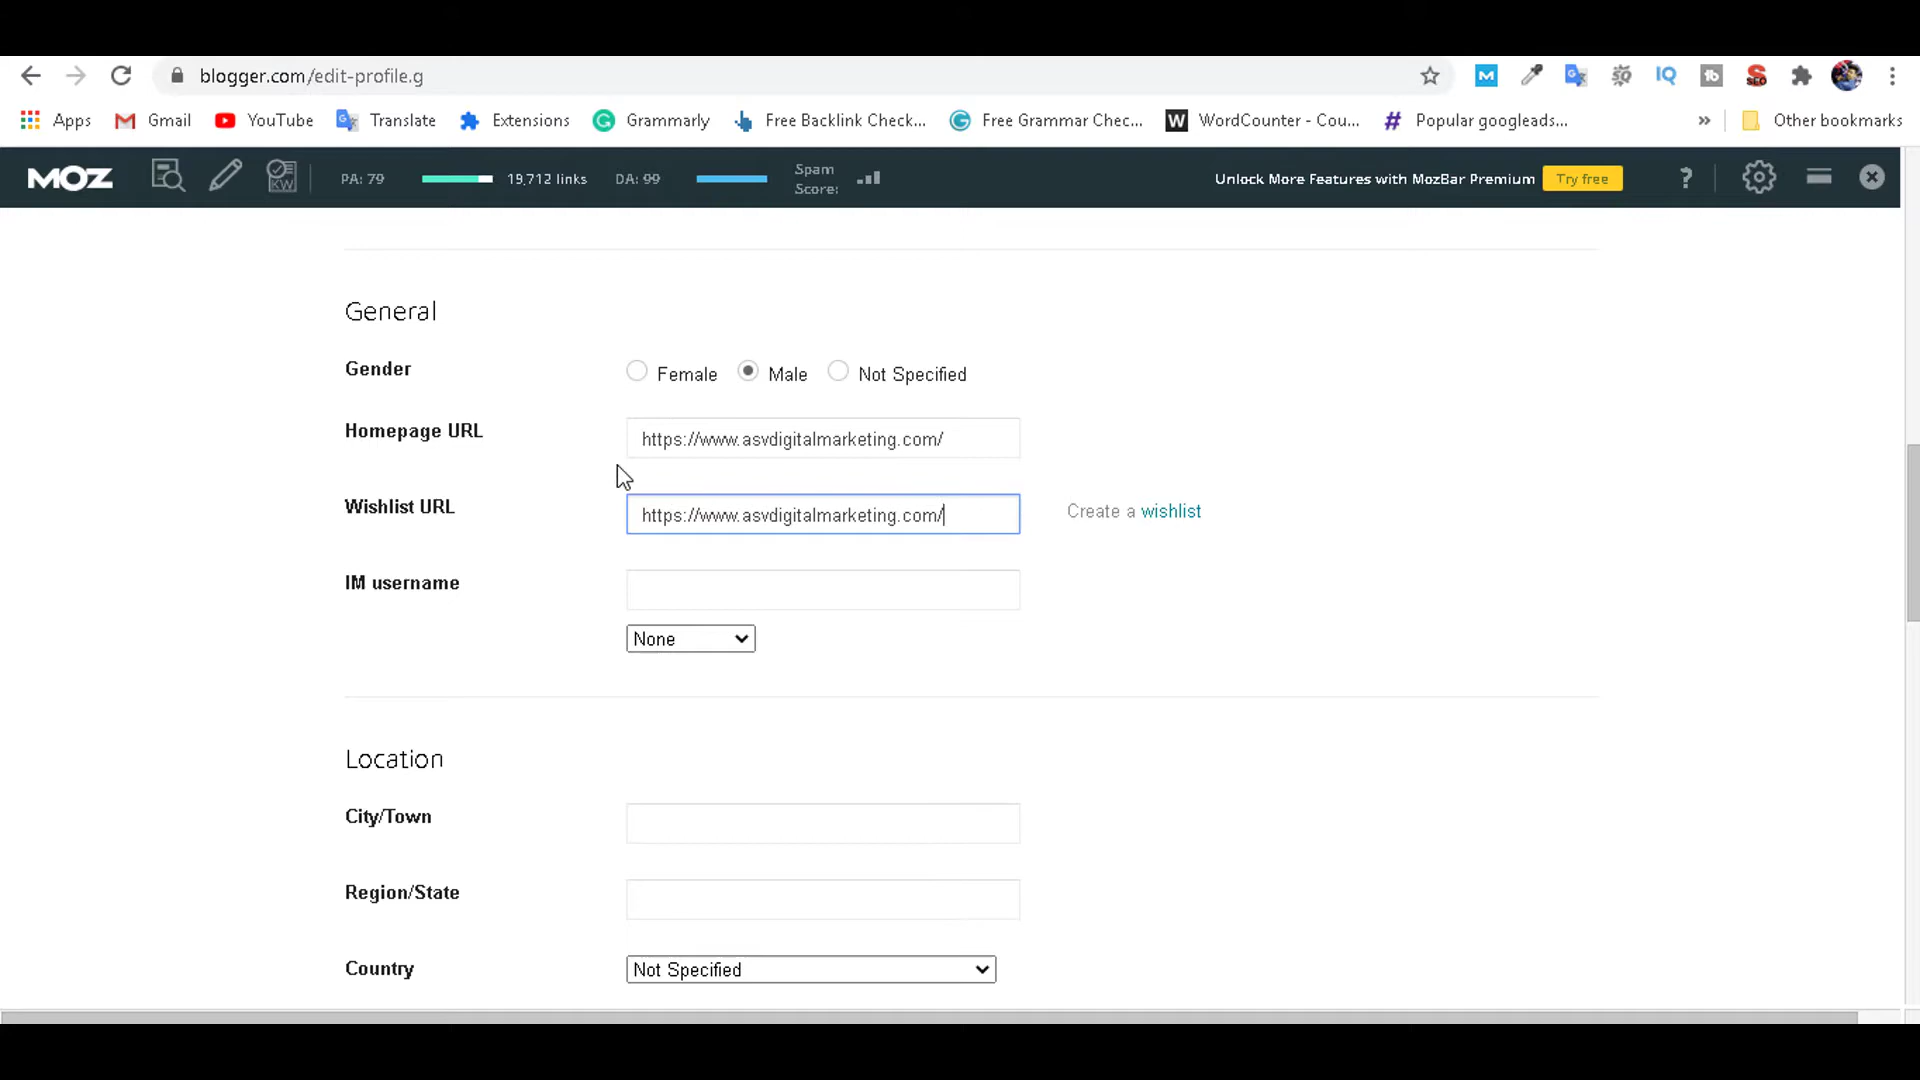 blogger.com/edit-profile.g
Apps Gmail YouTube Translate Extensions Grammarly Free Backlink Check... Free Grammar Chec... W WordCounter - Cou... # Popular googleads... » Other bookmarks
MOZ KW PA: 79 19,712 links DA: 99 Spam Score: Unlock More Features with MozBar Premium Try free ?
General
Gender Female Male Not Specified
Homepage URL https://www.asvdigitalmarketing.com/
Wishlist URL https://www.asvdigitalmarketing.com/ Create a wishlist
IM username
None
Location
City/Town
Region/State
Country Not Specified